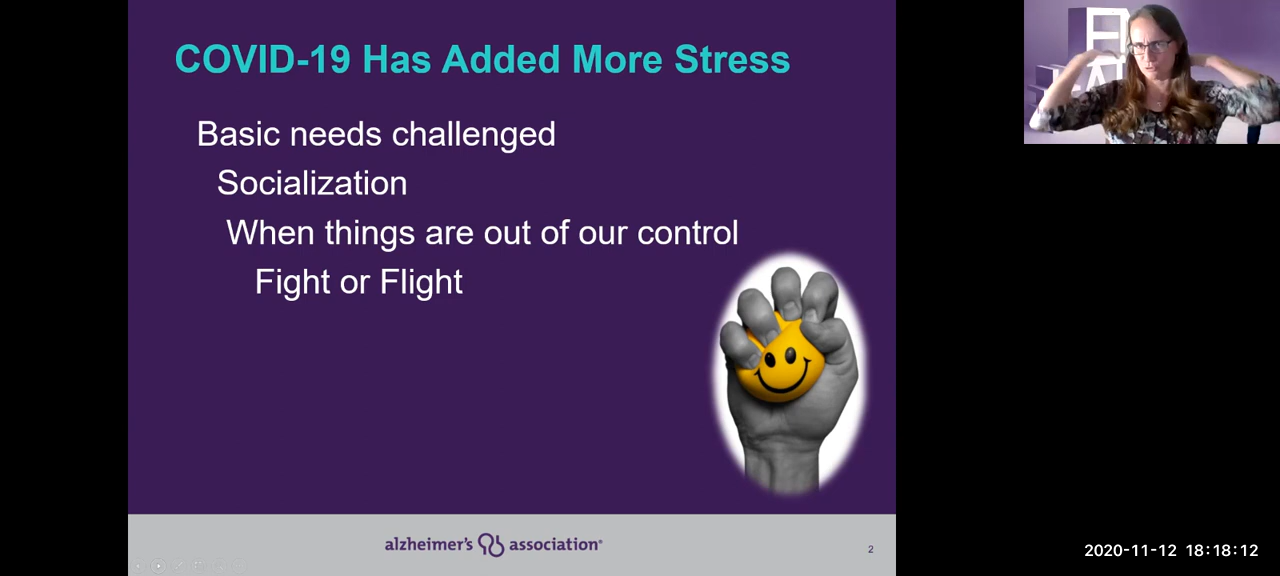 COVID-19 Has Added More Stress
Basic needs challenged
Socialization
When things are out of our control
Fight or Flight
alzheimer's association®
2
2020-11-12 18:18:12